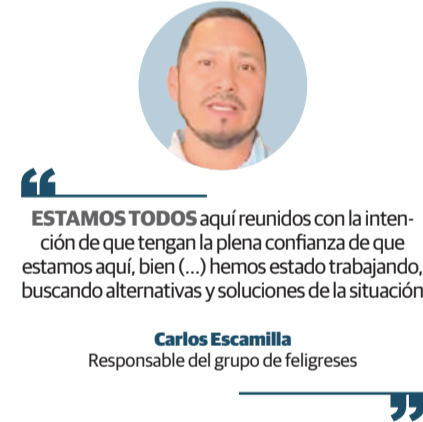 “
ESTAMOS TODOS aquí reunidos con la inten-
ción de que tengan la plena confianza de que
estamos aquí, bien (...) hemos estado trabajando,
buscando alternativas y soluciones de la situación
Carlos Escamilla
Responsable del grupo de feligreses
”